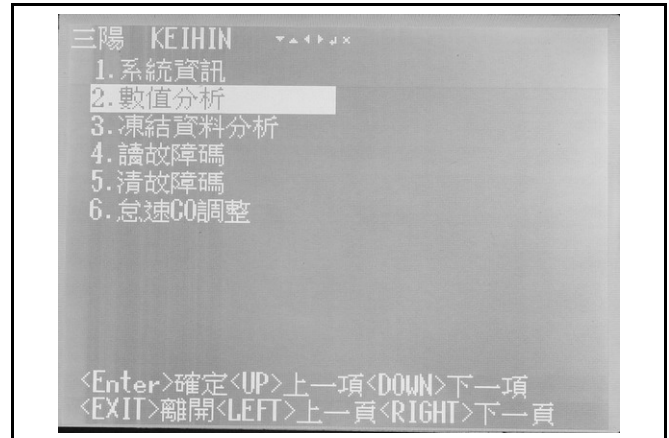 三陽 KEIHIN ▼▲◀▶↲×
1.系統資訊
2.數值分析
3.凍結資料分析
4.讀故障碼
5.清故障碼
6.怠速CO調整
<Enter>確定<UP>上一項<DOWN>下一項
<EXIT>離開<LEFT>上一頁<RIGHT>下一頁